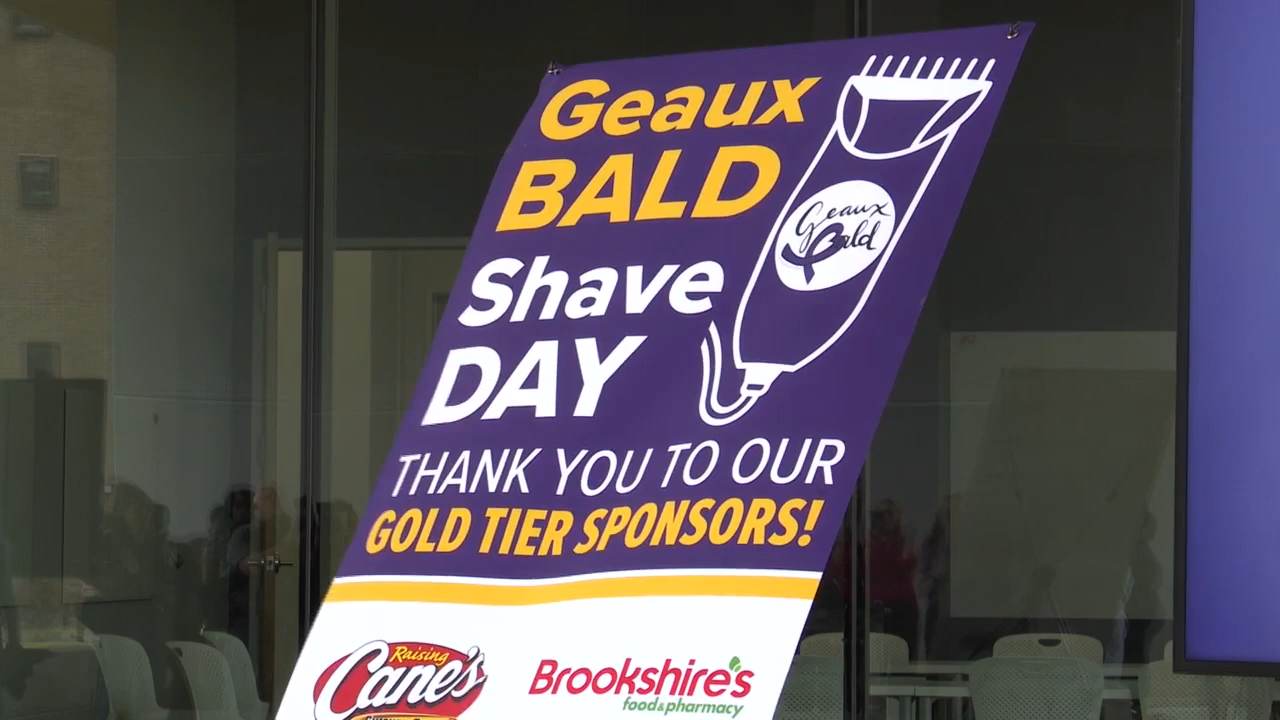 Geaux
BALD
Geaux
Bald
Shave
DAY
THANK YOU TO OUR
GOLD TIER SPONSORS!
Raising
Cane's
Brookshire's
food&pharmacy